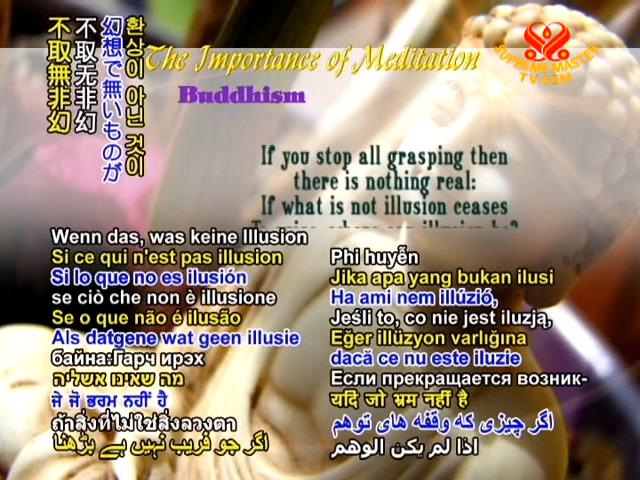 환상이 아닌 것이
幻想で無いものが
不取无非幻
不取無非幻
The Importance of Meditation
Buddhism
SUPREME MASTER
TV.COM
If you stop all grasping then
there is nothing real:
If what is not illusion ceases
Wenn das, was keine Illusion
Si ce qui n'est pas illusion
Si lo que no es ilusión
se ciò che non è illusione
Se o que não é ilusão
Als datgene wat geen illusie
байна:Гарч ирэх
מה שאינו אשליה
ਜੇ ਜੋ ਭਰਮ ਨਹੀਂ ਹੈ
ถ้าสิ่งที่ไม่ใช่สิ่งลวงตา
اگر جو فریب نہیں ہے بڑھنا
Phi huyễn
Jika apa yang bukan ilusi
Ha ami nem illúzió,
Jeśli to, co nie jest iluzją,
Eğer illüzyon varlığına
dacă ce nu este iluzie
Если прекращается возник-
यदि जो भ्रम नहीं है
اگر چیزی که وقفه های توهم
اذا لم يكن الوهم